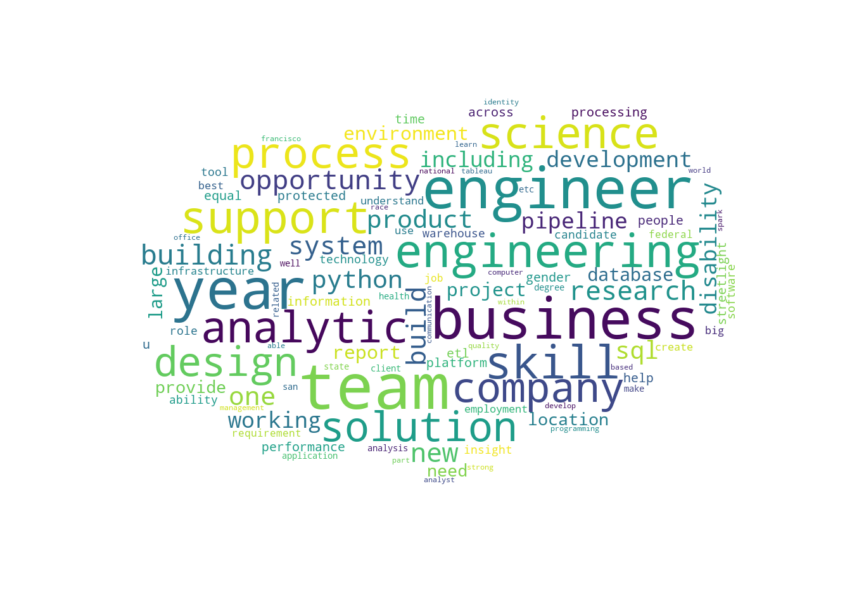 identity
across
processing
time
science
environment
francisco
process
learn
including
development
tool
opportunity
national
tableau
world
engineer
best
etc
equal
protected
understand
race
support
product
use
pipeline
people
disability
spark
office
system
warehouse
candidate
federal
building
well
technology
engineering
infrastructure
computer
large
year
python
job
gender
database
related
information
health
project
degree
research
streetlight
software
role
analytic
build
communication
within
business
big
u
able
quality
design
report
etl
skill
sql
create
state
client
platform
based
provide
one
team
company
help
make
ability
san
management
employment
develop
working
solution
location
requirement
programming
performance
analysis
new
insight
application
part
need
strong
analyst